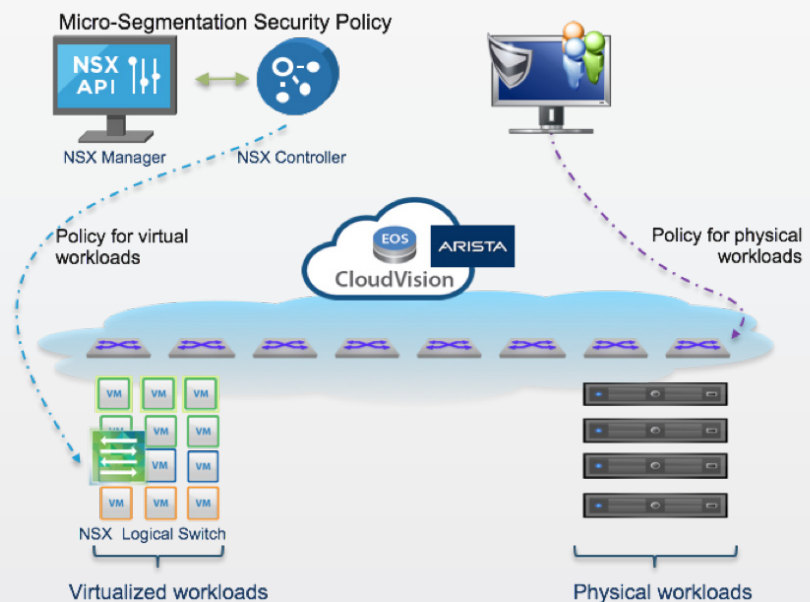 Micro-Segmentation Security Policy
NSX
API
NSX Manager
NSX Controller
Policy for virtual
workloads
Policy for physical
workloads
EOS
ARISTA
CloudVision
VM VM VM
VM VM VM
VM VM
VM VM VM
NSX Logical Switch
Virtualized workloads
Physical workloads